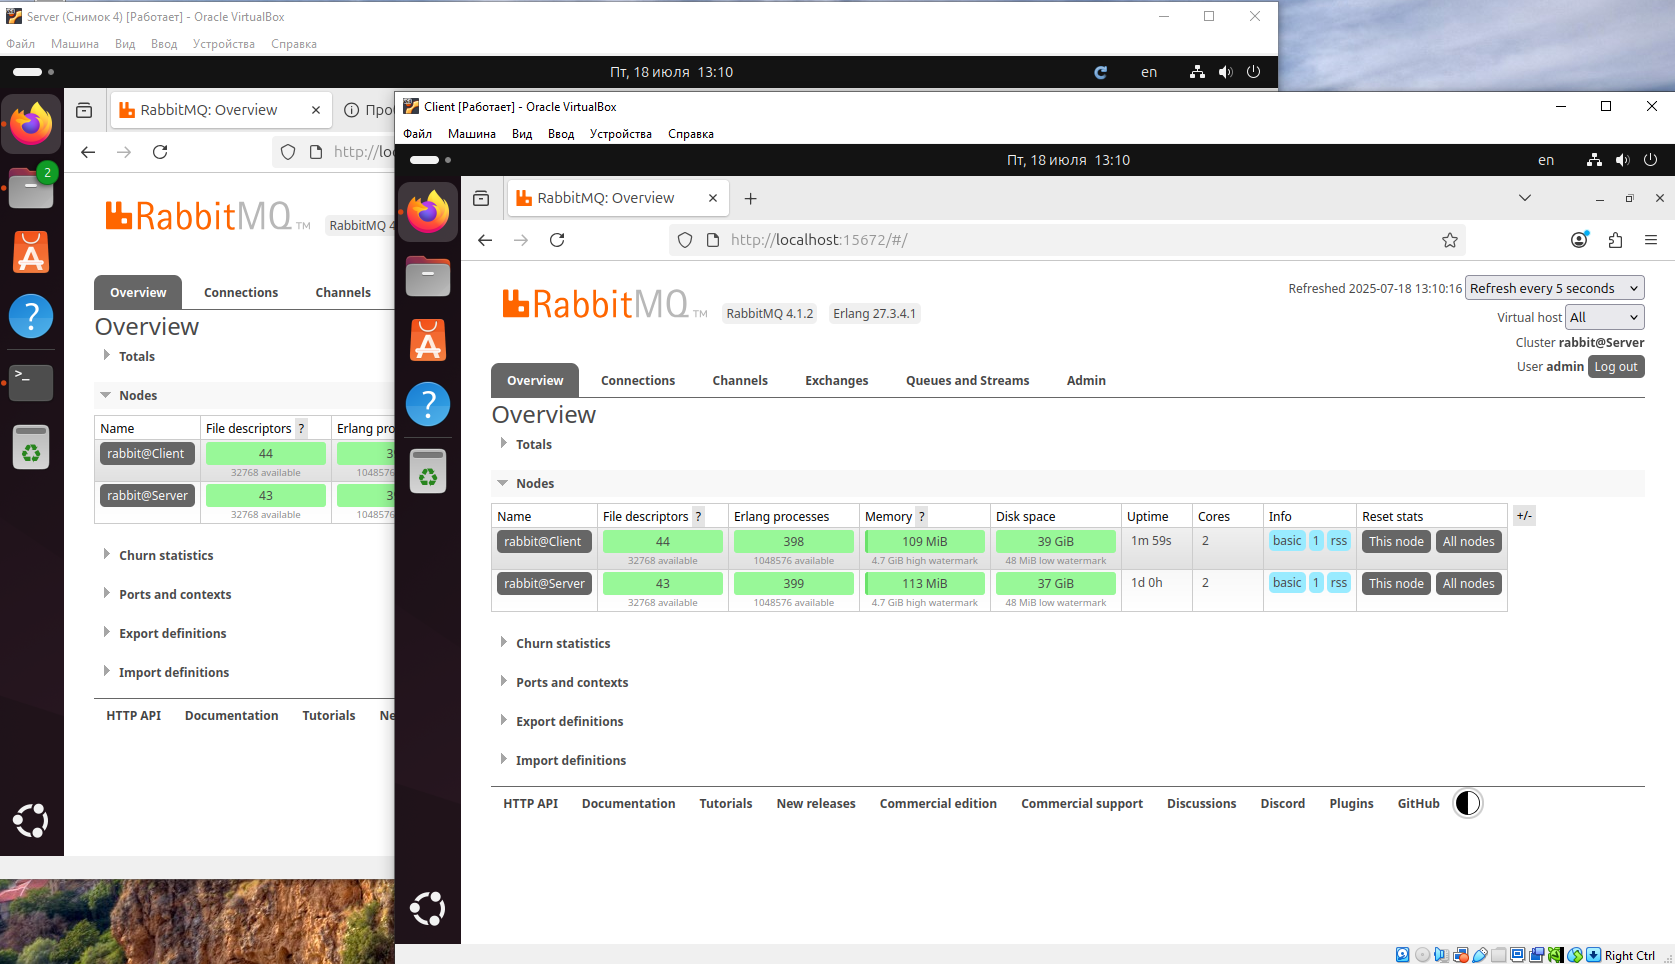 Server (Снимок 4) [Работает] - Oracle VirtualBox
Файл Машина Вид Ввод Устройства Справка
Пт, 18 июля 13:10
en
RabbitMQ: Overview
2
RabbitMQ TM
RabbitMQ 4
Overview Connections Channels
Overview
Totals
Nodes
Name File descriptors ?
rabbit@Client 44
32768 available 1048576
rabbit@Server 43
32768 available
Churn statistics
Ports and contexts
Export definitions
Import definitions
HTTP API Documentation Tutorials
Client [Работает] - Oracle VirtualBox
Файл Машина Вид Ввод Устройства Справка
Пт, 18 июля 13:10
en
RabbitMQ: Overview
http://localhost:15672/#/
Refreshed 2025-07-18 13:10:16 Refresh every 5 seconds
RabbitMQ TM RabbitMQ 4.1.2 Erlang 27.3.4.1
Virtual host All
Cluster rabbit@Server
User admin Log out
Overview Connections Channels Exchanges Queues and Streams Admin
Overview
Totals
Nodes
Name File descriptors ? Erlang processes Memory ? Disk space Uptime Cores Info Reset stats +/-
rabbit@Client 44 398 109 MiB 39 GiB 1m 59s 2 basic 1 rss This node All nodes
32768 available 1048576 available 4.7 GiB high watermark 48 MiB low watermark
rabbit@Server 43 399 113 MiB 37 GiB 1d 0h 2 basic 1 rss This node All nodes
32768 available 1048576 available 4.7 GiB high watermark 48 MiB low watermark
Churn statistics
Ports and contexts
Export definitions
Import definitions
HTTP API Documentation Tutorials New releases Commercial edition Commercial support Discussions Discord Plugins GitHub
Right Ctrl